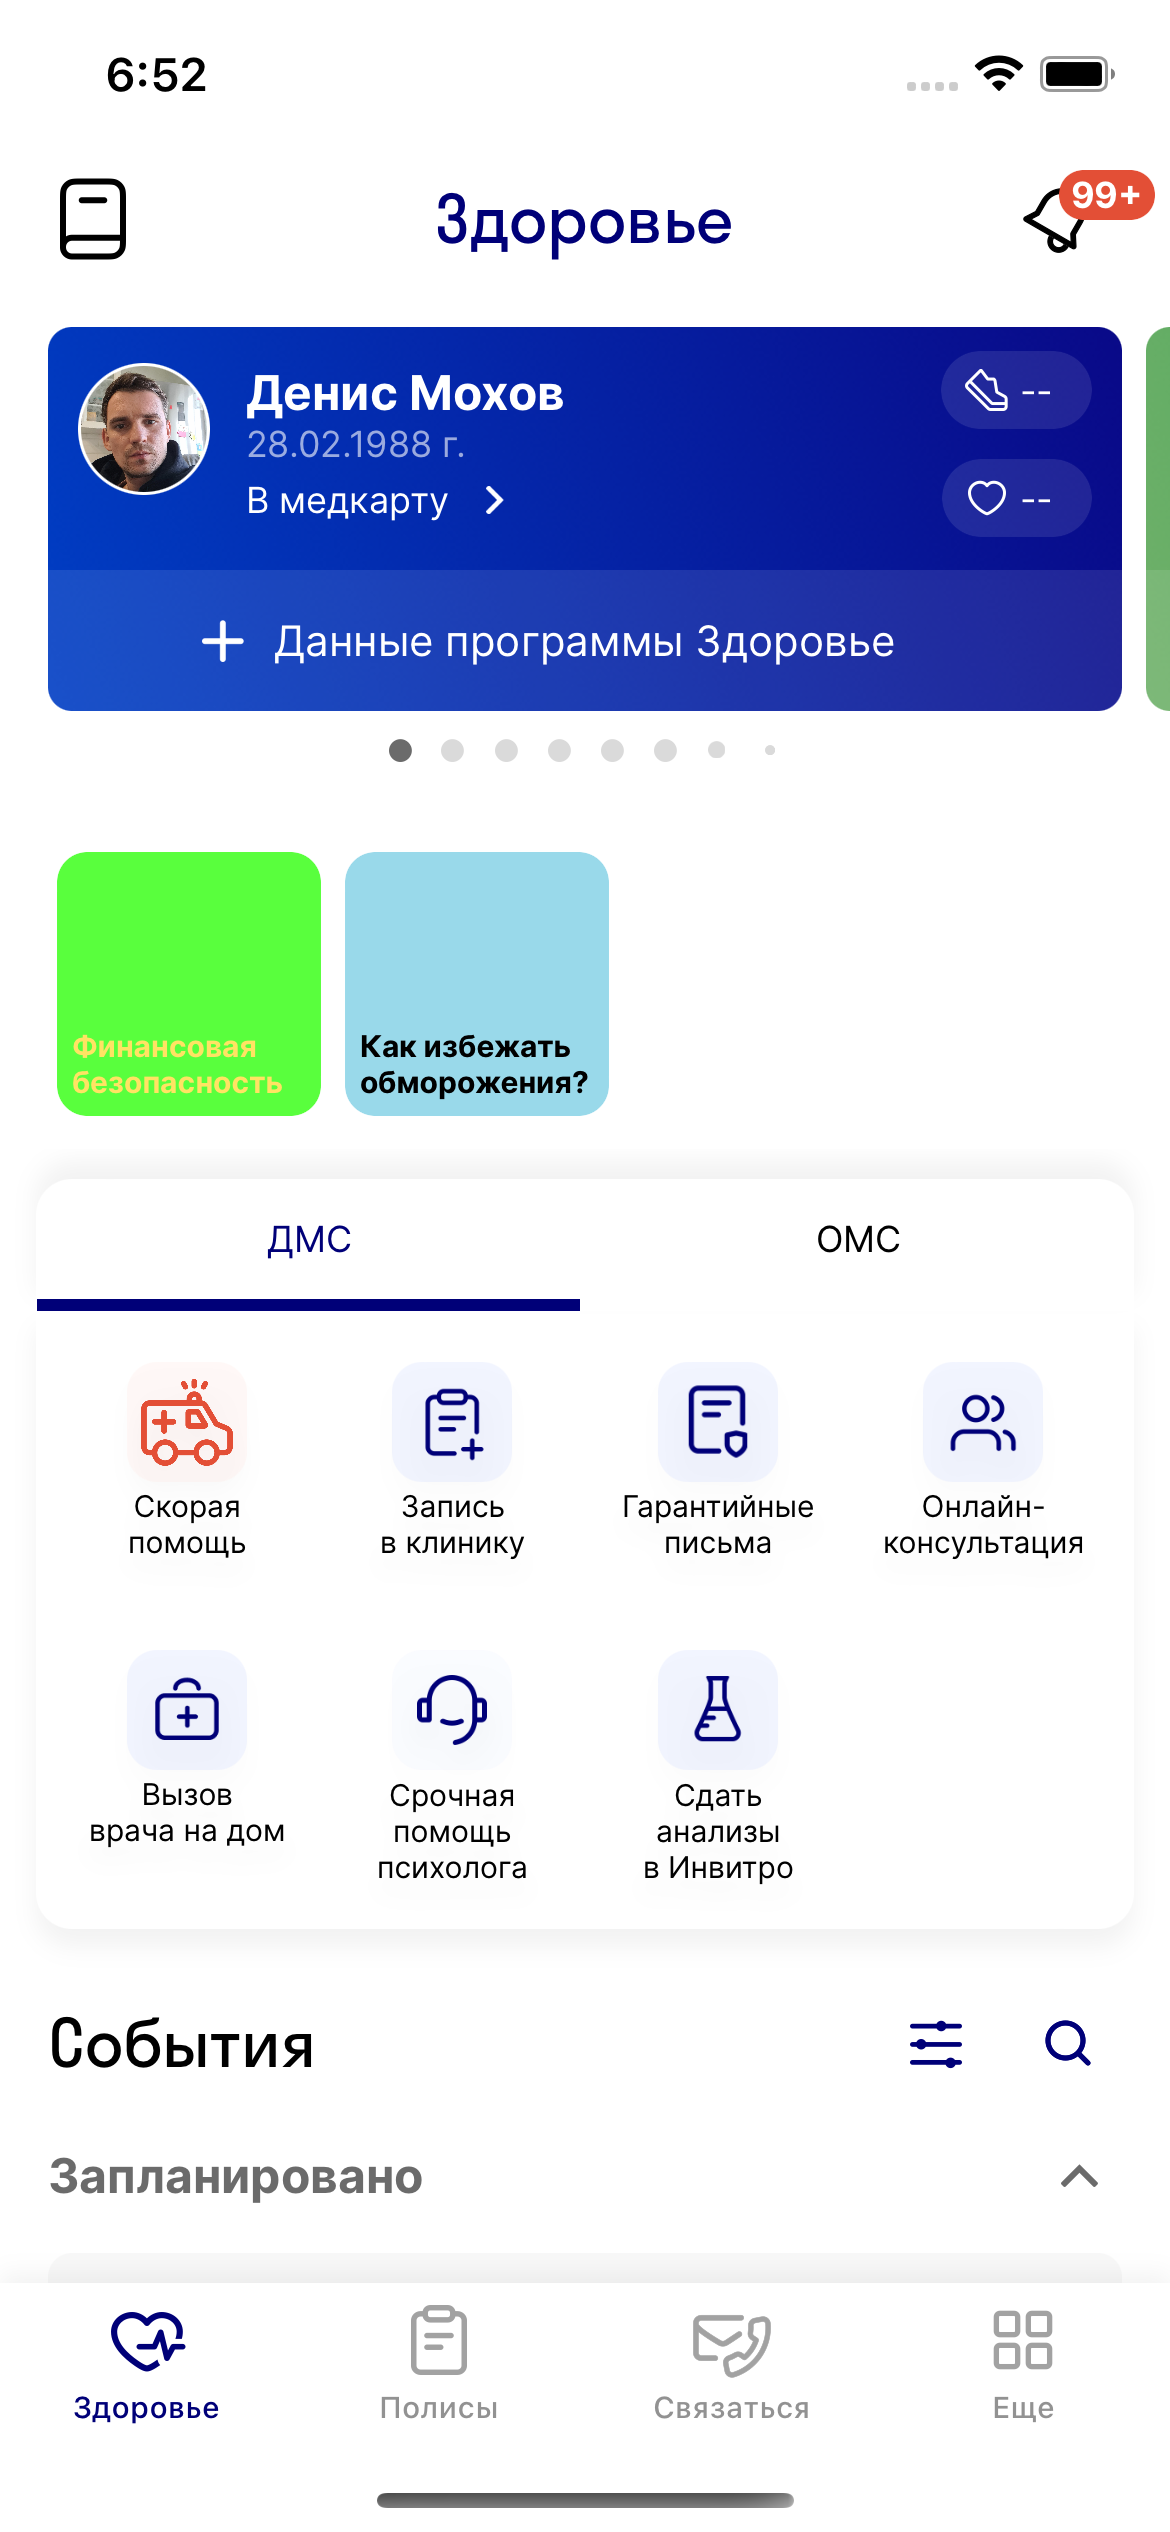 6:52
Здоровье
99+
Денис Мохов
--
28.02.1988 г.
В медкарту
--
Данные программы Здоровье
Финансовая
безопасность
Как избежать
обморожения?
ДМС
ОМС
Скорая
помощь
Запись
в клинику
Гарантийные
письма
Онлайн-
консультация
Вызов
врача на дом
Срочная
помощь
психолога
Сдать
анализы
в Инвитро
События
Запланировано
Здоровье
Полисы
Связаться
Еще